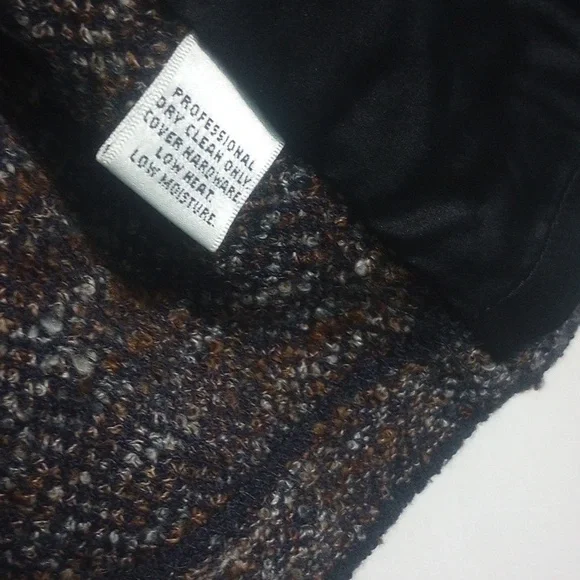 PROFESSIONAL
DRY CLEAN ONLY.
COVER HARDWARE.
LOW HEAT.
LOW MOISTURE.